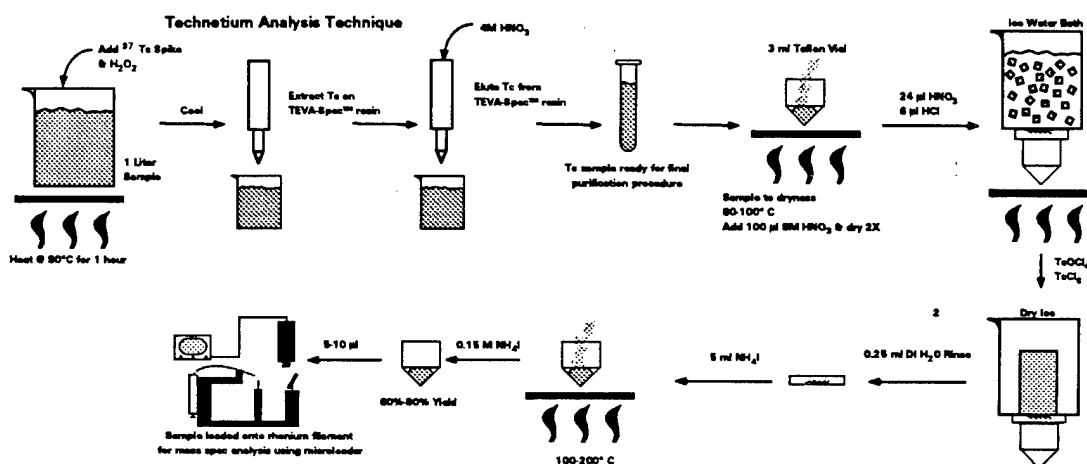 Technetium Analysis Technique
Add 97 Tc Spike
& H2O2
1 Liter
Sample
Heat @ 90°C for 1 hour
Cool
Extract Tc on
TEVA-Spec™ resin
4M HNO3
Elute Tc from
TEVA-Spec™ resin
Tc sample ready for final
purification procedure
3 ml Teflon Vial
Sample to dryness
80-100° C
Add 100 µl 8M HNO3 & dry 2X
24 µl HNO3
6 µl HCl
Ice Water Bath
TcOCl4
TcCl6
Dry Ice
2
0.25 ml DI H2O Rinse
5 ml NH4I
100-200° C
0.15 M NH4I
60%-80% Yield
5-10 µl
Sample loaded onto rhenium filament
for mass spec analysis using microloader